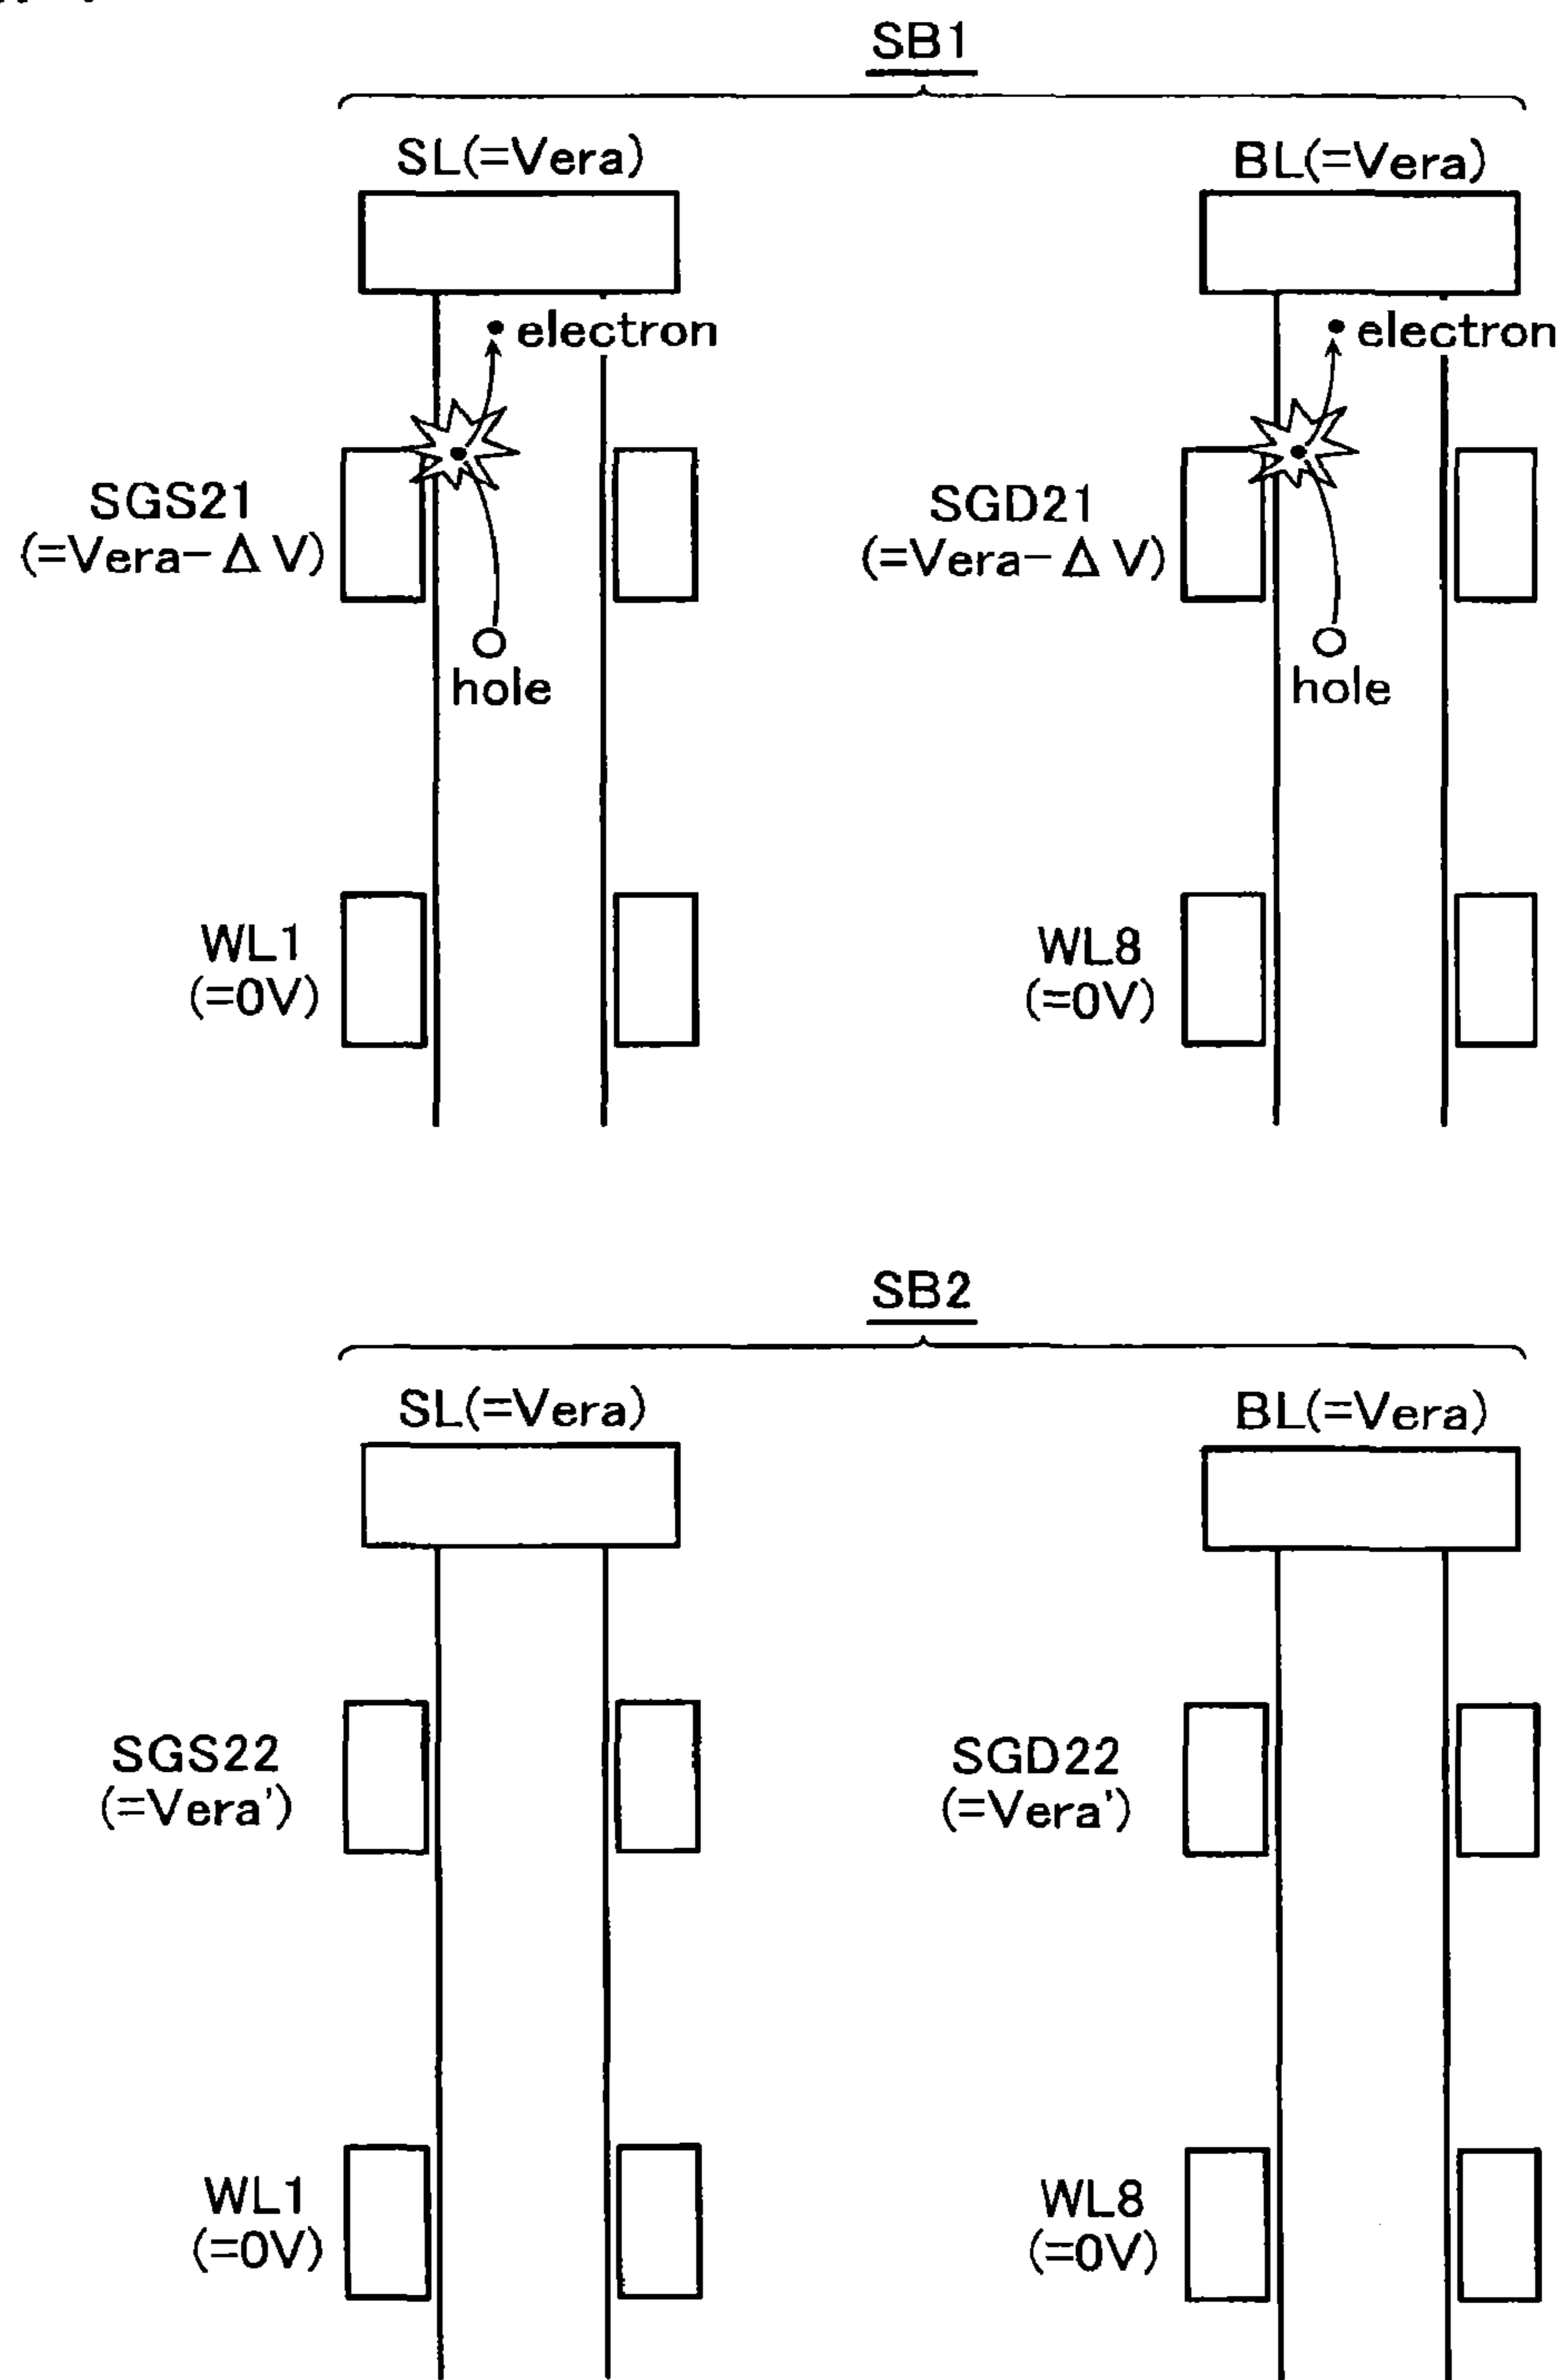 SB1
SL(=Vera)
BL(=Vera)
electron
electron
SGS21
(=Vera-ΔV)
SGD21
(=Vera-ΔV)
hole
hole
WL1
(=0V)
WL8
(=0V)
SB2
SL(=Vera)
BL(=Vera)
SGS22
(=Vera')
SGD22
(=Vera')
WL1
(=0V)
WL8
(=0V)